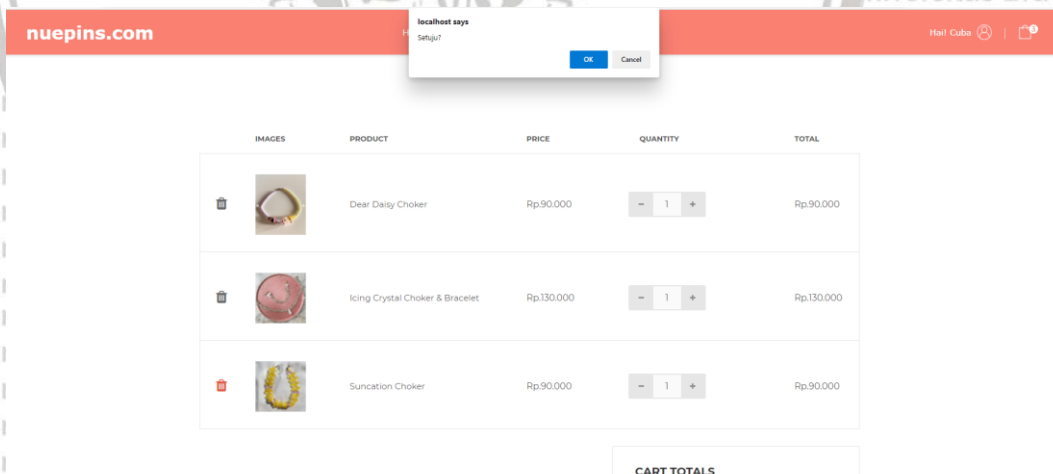 localhost says
Setuju?
OK Cancel
nuepins.com
Hai! Cuba
3
IMAGES PRODUCT PRICE QUANTITY TOTAL
Dear Daisy Choker Rp.90.000 - 1 + Rp.90.000
Icing Crystal Choker & Bracelet Rp.130.000 - 1 + Rp.130.000
Suncation Choker Rp.90.000 - 1 + Rp.90.000
CART TOTALS